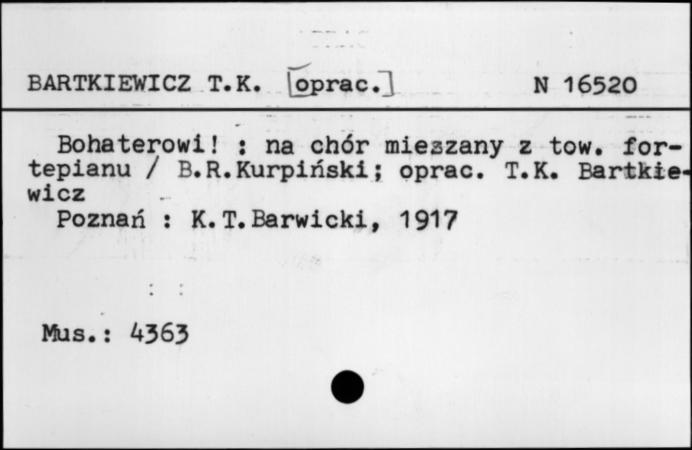 BARTKIEWICZ T.K. [oprac.] N 16520
Bohaterowi! : na chór mieszany z tow. for-
tepianu / B.R.Kurpiński; oprac. T.K. Bartkie-
wicz
Poznań : K.T.Barwicki, 1917
Mus.: 4363